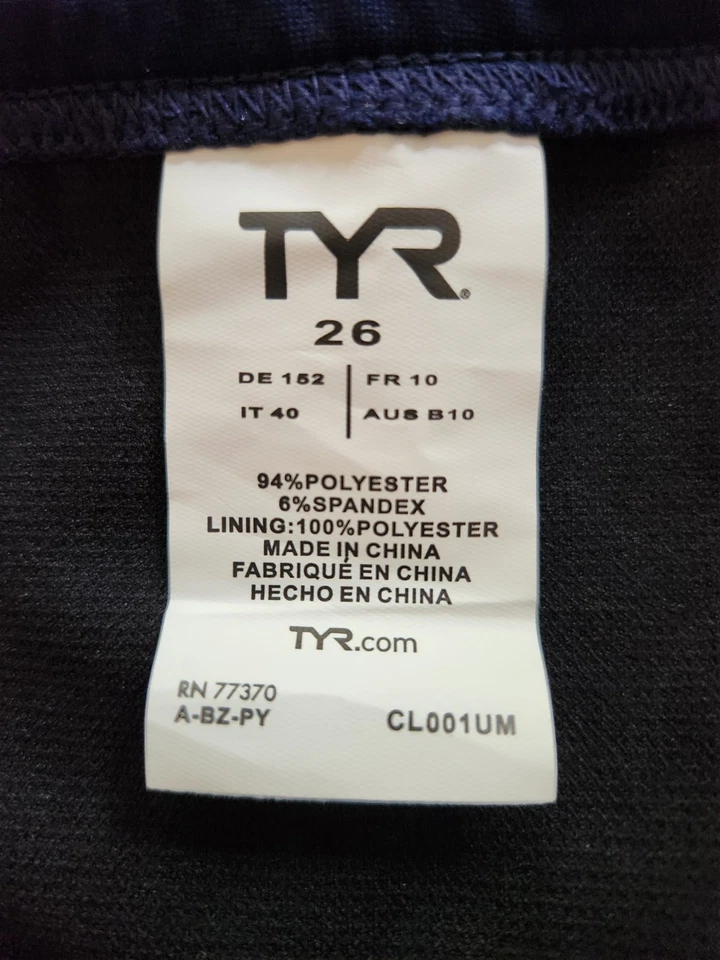 TYR®
26
DE 152 | FR 10
IT 40 | AUS B10
94%POLYESTER
6%SPANDEX
LINING:100%POLYESTER
MADE IN CHINA
FABRIQUÉ EN CHINA
HECHO EN CHINA
TYR.com
RN 77370
A-BZ-PY CL001UM